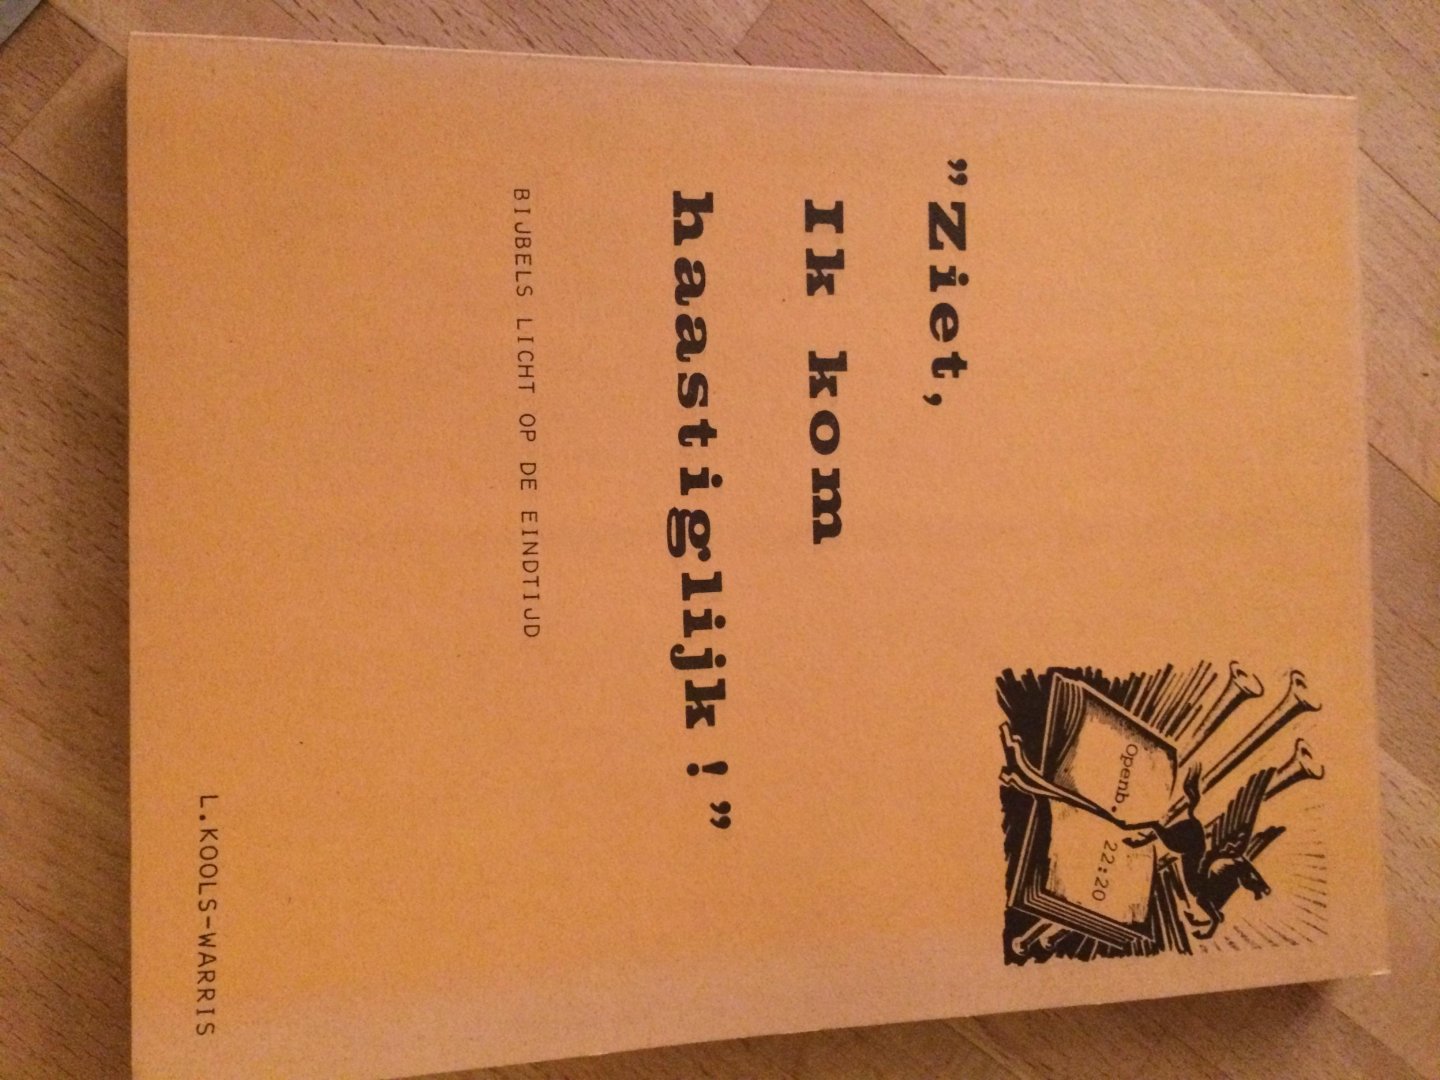 Openb. 22:20
”Ziet,
Ik kom
haastiglijk!”
BIJBELS LICHT OP DE EINDTIJD
L.KOOLS-WARRIS